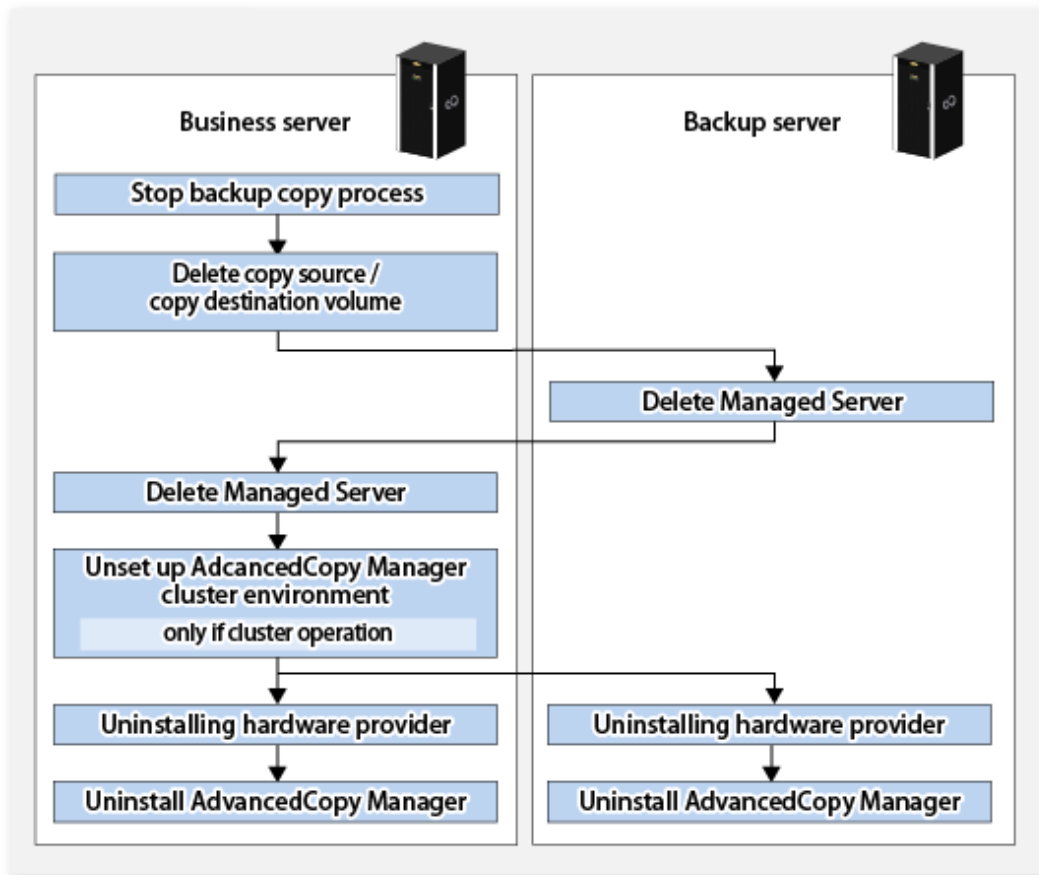 Business server
Backup server
Stop backup copy process
Delete copy source /
copy destination volume
Delete Managed Server
Delete Managed Server
Unset up AdcancedCopy Manager
cluster environment
only if cluster operation
Uninstalling hardware provider
Uninstalling hardware provider
Uninstall AdvancedCopy Manager
Uninstall AdvancedCopy Manager